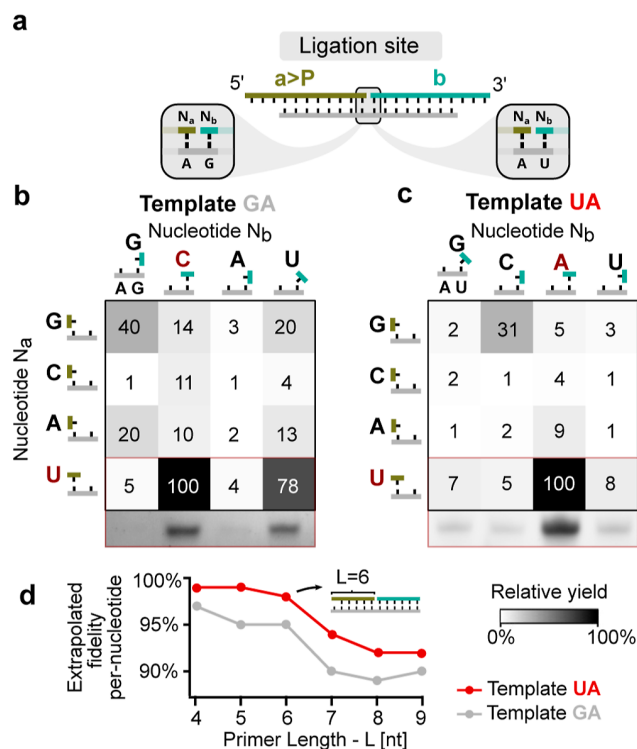 a
Ligation site
5'
a>P
b
3'
Na Nb
A G
Na Nb
A U
b
Template GA
Nucleotide Nb
G C A U
A G
Nucleotide Na
G 40 14 3 20
C 1 11 1 4
A 20 10 2 13
U 5 100 4 78
c
Template UA
Nucleotide Nb
G C A U
A U
G 2 31 5 3
C 2 1 4 1
A 1 2 9 1
U 7 5 100 8
d
Extrapolated
fidelity
per-nucleotide
100%
95%
90%
L=6
4 5 6 7 8 9
Primer Length - L [nt]
Relative yield
0% 100%
Template UA
Template GA